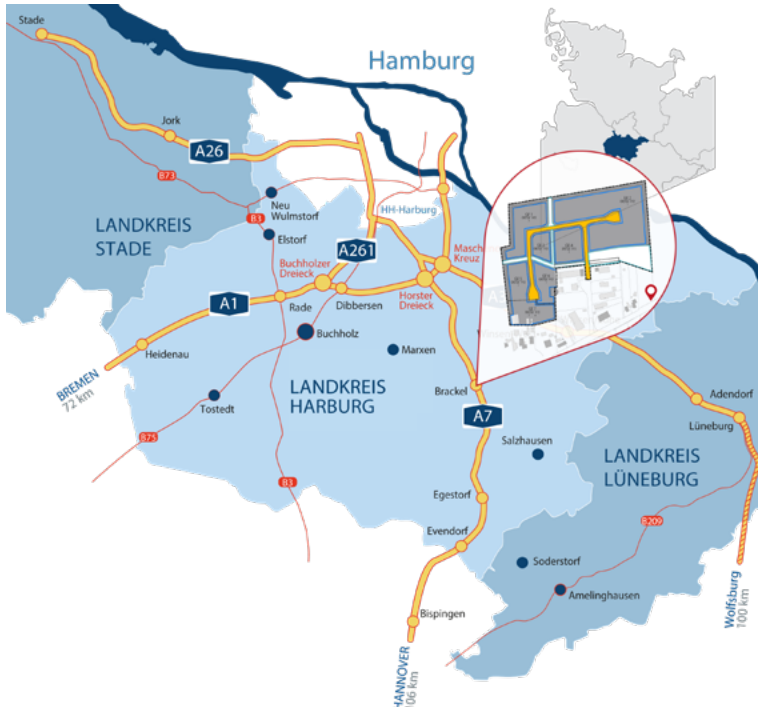 Stade
Hamburg
Jork
A26
B73
Neu
Wulmstorf
B3
HH-Harburg
LANDKREIS
STADE
Elstorf
A261
Buchholzer
Dreieck
Masch
Kreuz
A1
Rade
Dibbersen
Horster
Dreieck
Buchholz
Heidenau
Marxen
BREMEN
72 km
LANDKREIS
HARBURG
Brackel
Adendorf
Tostedt
A7
Lüneburg
B75
Salzhausen
LANDKREIS
LÜNEBURG
B3
Egestorf
B209
Evendorf
Soderstorf
Amelinghausen
Wolfsburg
100 km
Bispingen
HANNOVER
106 km